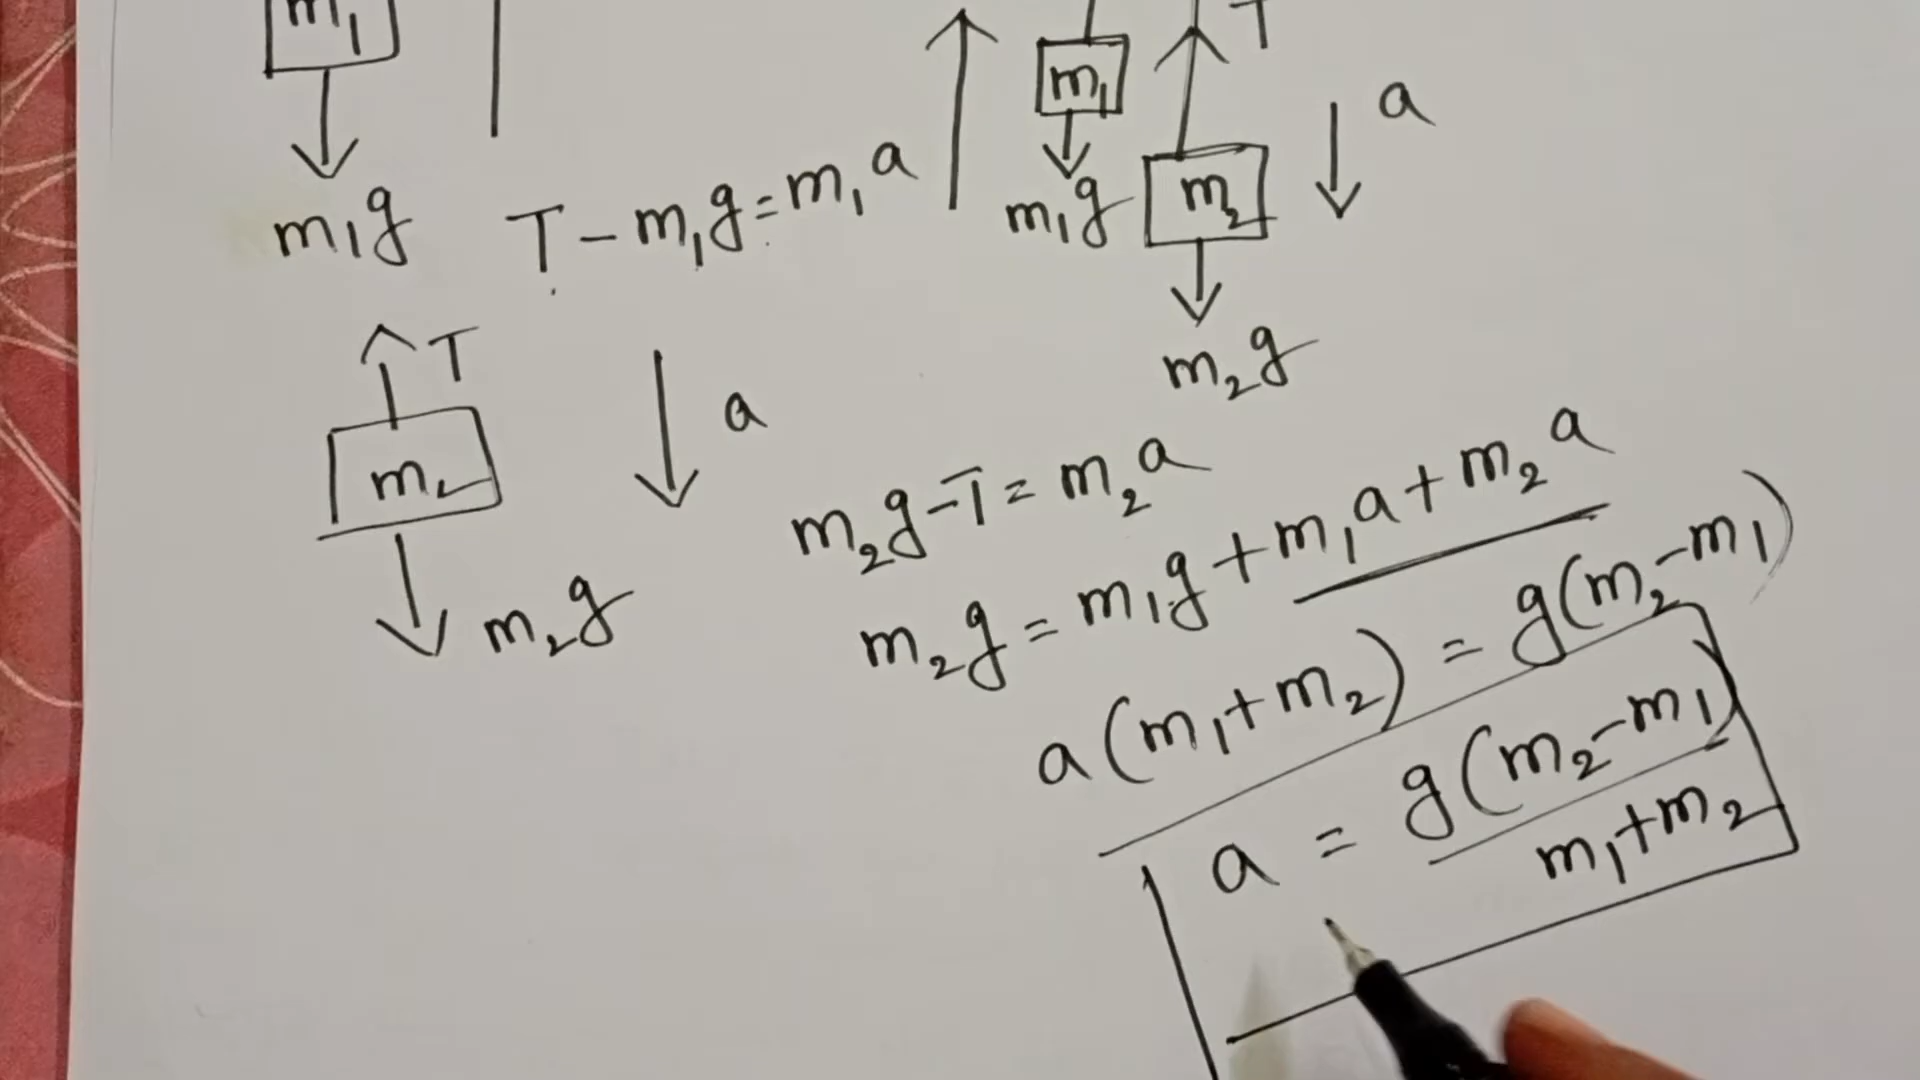 m₁
m₁g
T - m₁g = m₁a
T
m₁
m₁g
a
m₂
m₂g
T
m₂
a
m₂g
m₂g - T = m₂a
m₂g = m₁g + m₁a + m₂a
a(m₁+m₂) = g(m₂-m₁)
a = g(m₂-m₁)
m₁+m₂